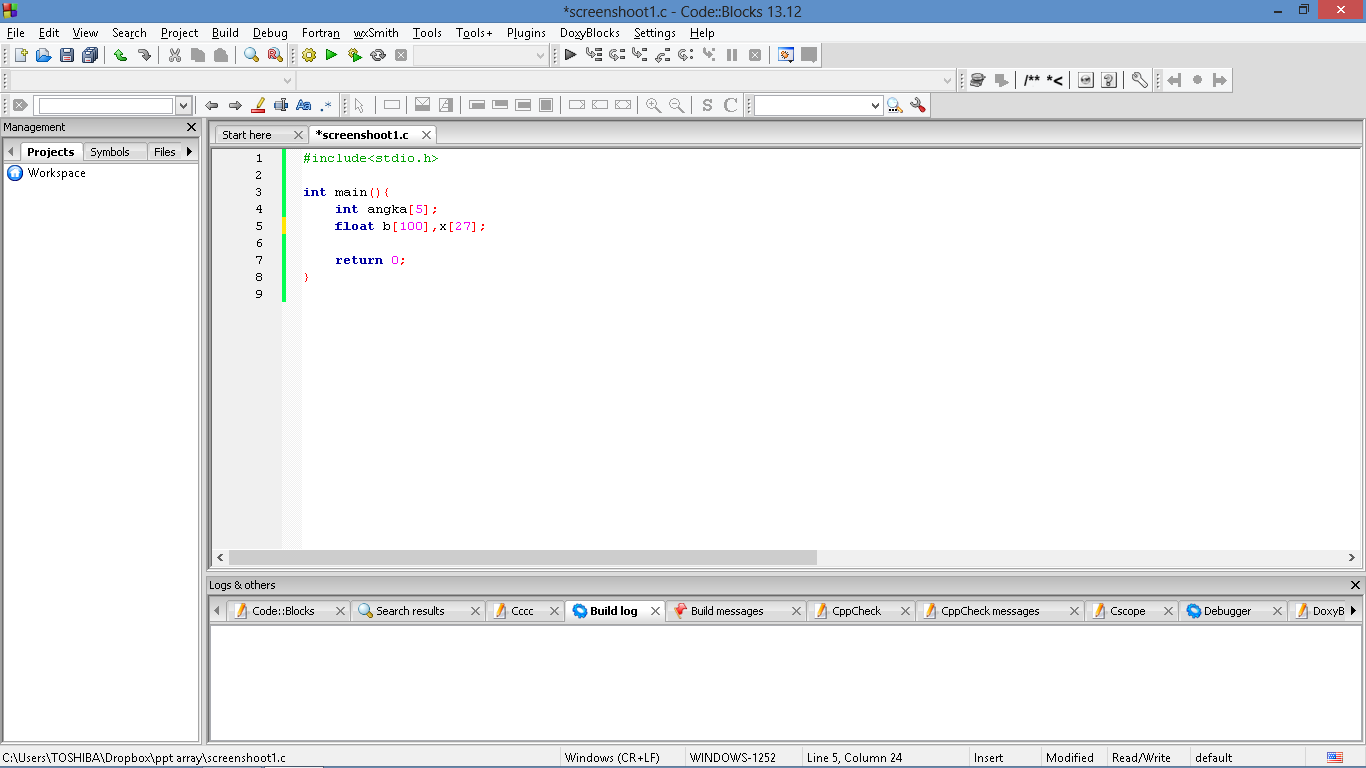 *screenshoot1.c - Code::Blocks 13.12
File Edit View Search Project Build Debug Fortran wxSmith Tools Tools+ Plugins DoxyBlocks Settings Help
/** *<
Aa .*
S C
Management
Projects Symbols Files
Workspace
Start here *screenshoot1.c
1 #include<stdio.h>
2
3 int main(){
4 int angka[5];
5 float b[100],x[27];
6
7 return 0;
8 }
9
Logs & others
Code::Blocks Search results Cccc Build log Build messages CppCheck CppCheck messages Cscope Debugger DoxyB
C:\Users\TOSHIBA\Dropbox\ppt array\screenshoot1.c Windows (CR+LF) WINDOWS-1252 Line 5, Column 24 Insert Modified Read/Write default